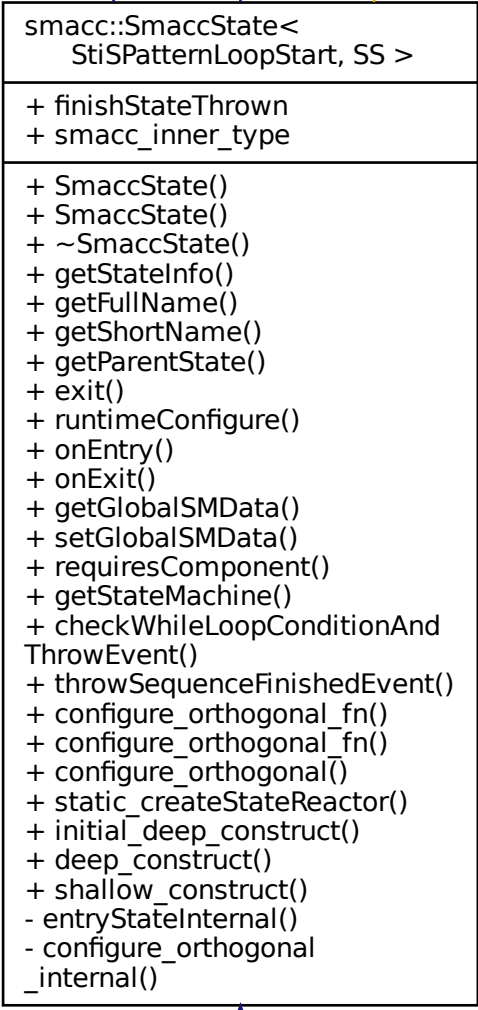 smacc::SmaccState<
StiSPatternLoopStart, SS >
+ finishStateThrown
+ smacc_inner_type
+ SmaccState()
+ SmaccState()
+ ~SmaccState()
+ getStateInfo()
+ getFullName()
+ getShortName()
+ getParentState()
+ exit()
+ runtimeConfigure()
+ onEntry()
+ onExit()
+ getGlobalSMData()
+ setGlobalSMData()
+ requiresComponent()
+ getStateMachine()
+ checkWhileLoopConditionAnd
ThrowEvent()
+ throwSequenceFinishedEvent()
+ configure_orthogonal_fn()
+ configure_orthogonal_fn()
+ configure_orthogonal()
+ static_createStateReactor()
+ initial_deep_construct()
+ deep_construct()
+ shallow_construct()
- entryStateInternal()
- configure_orthogonal
_internal()